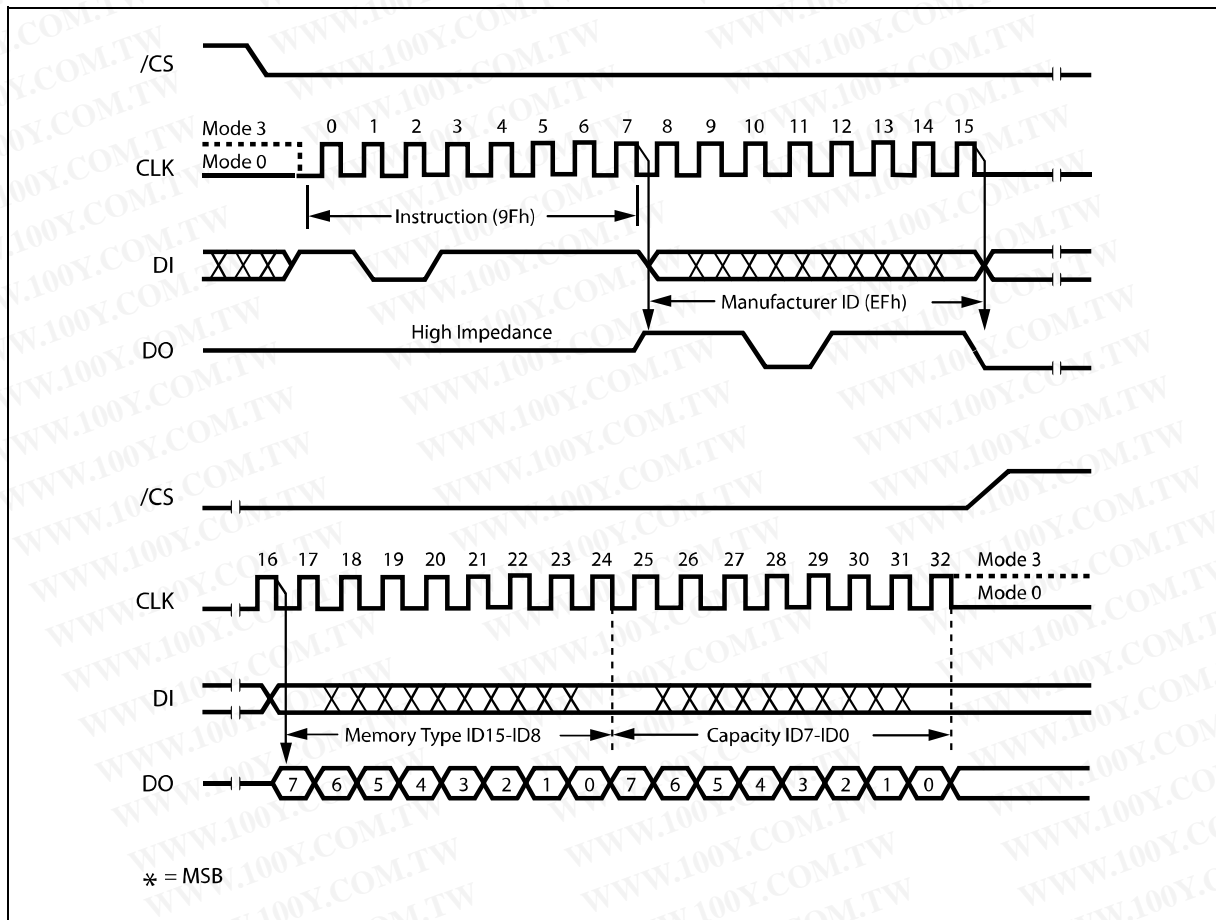 /CS
Mode 3
0 1 2 3 4 5 6 7 8 9 10 11 12 13 14 15
CLK
Mode 0
Instruction (9Fh)
DI
Manufacturer ID (EFh)
High Impedance
DO
/CS
16 17 18 19 20 21 22 23 24 25 26 27 28 29 30 31 32
Mode 3
CLK
Mode 0
DI
Memory Type ID15-ID8
Capacity ID7-ID0
DO
7 6 5 4 3 2 1 0 7 6 5 4 3 2 1 0
* = MSB
WWW.100Y.COM.TW